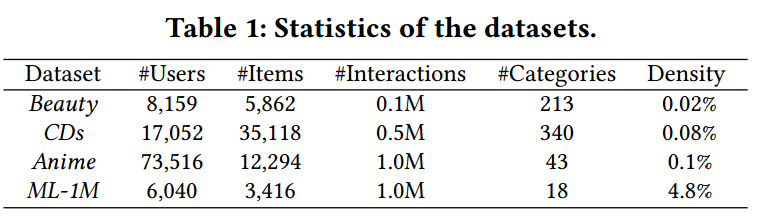 Table 1: Statistics of the datasets.
Dataset #Users #Items #Interactions #Categories Density
Beauty 8,159 5,862 0.1M 213 0.02%
CDs 17,052 35,118 0.5M 340 0.08%
Anime 73,516 12,294 1.0M 43 0.1%
ML-1M 6,040 3,416 1.0M 18 4.8%